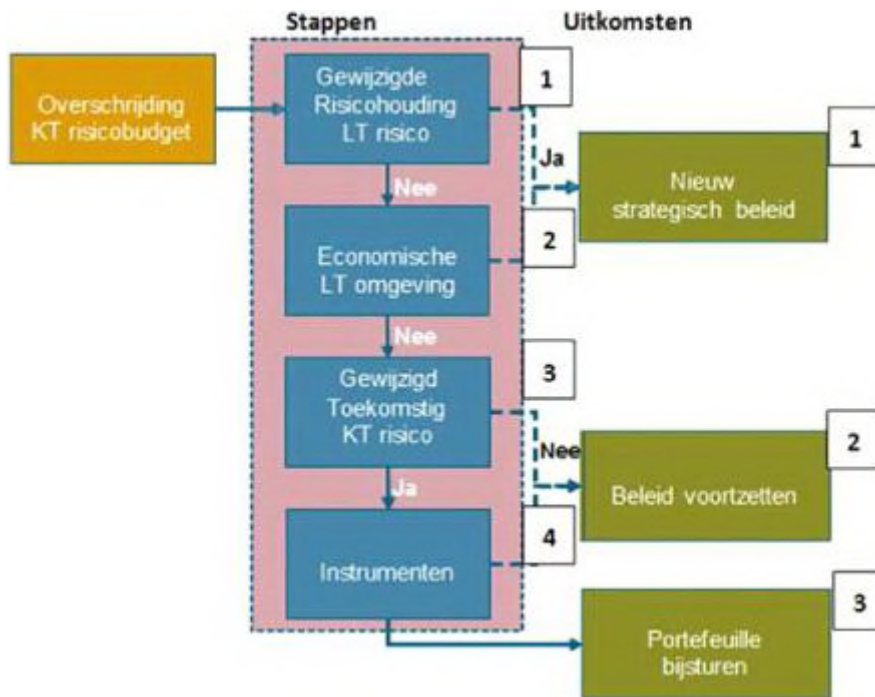 Stappen
Uitkomsten
Overschrijding
KT risicobudget
Gewijzigde
Risicohouding
LT risico
1
Ja
Nieuw
strategisch beleid
1
Nee
Economische
LT omgeving
2
Nee
Gewijzigd
Toekomstig
KT risico
3
Nee
Beleid voortzetten
2
Ja
Instrumenten
4
Portefeuille
bijsturen
3